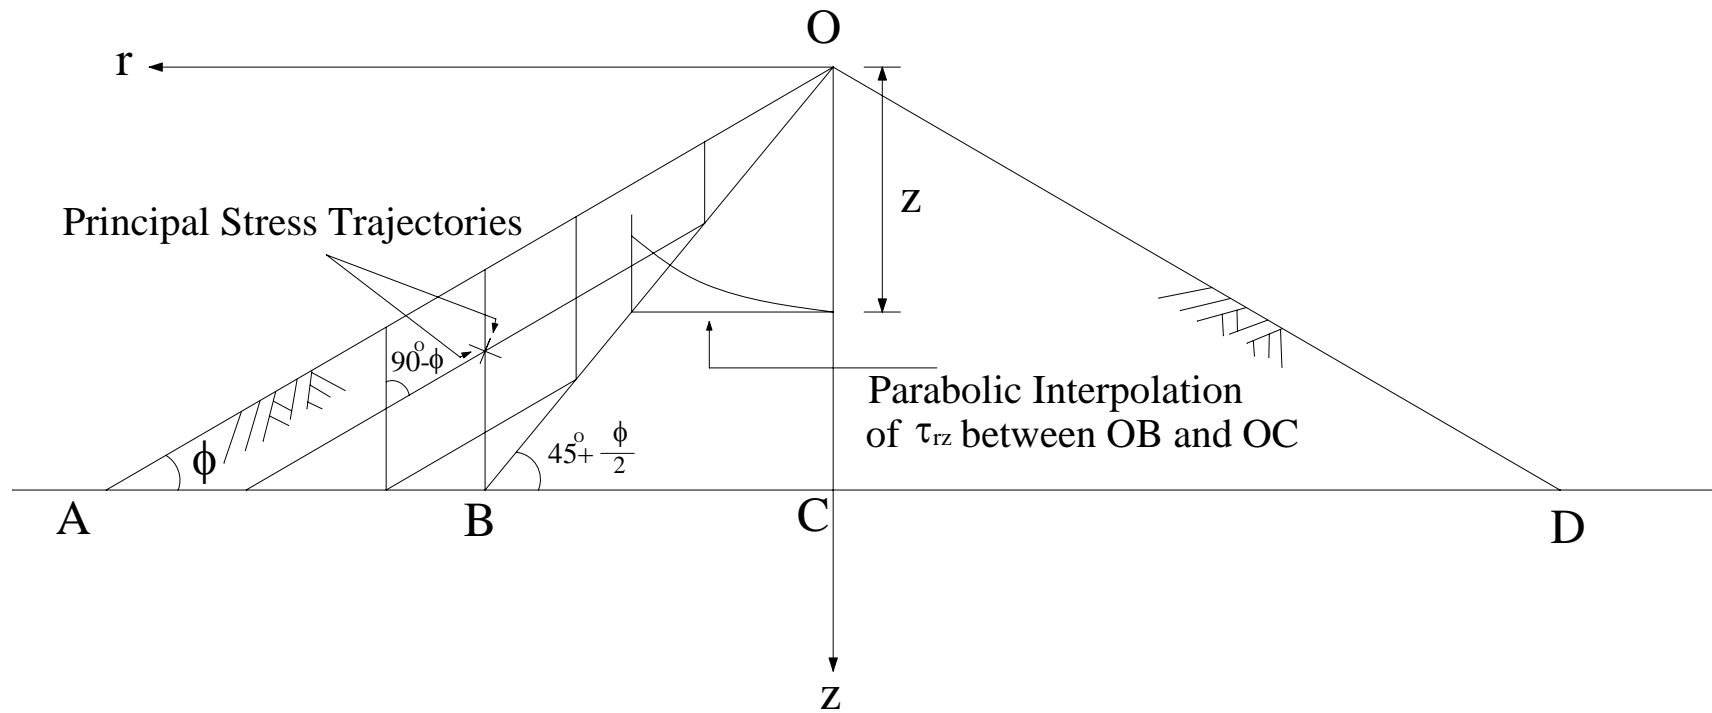 O
r
z
Principal Stress Trajectories
90°-ϕ
Parabolic Interpolation
of τrz between OB and OC
ϕ
45°+ ϕ/2
A
B
C
D
z